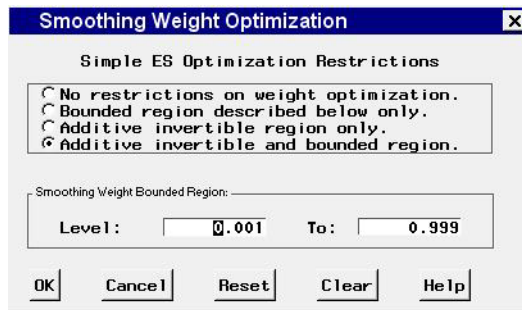 Smoothing Weight Optimization
Simple ES Optimization Restrictions
No restrictions on weight optimization.
Bounded region described below only.
Additive invertible region only.
Additive invertible and bounded region.
Smoothing Weight Bounded Region:
Level: 0.001 To: 0.999
OK Cancel Reset Clear Help